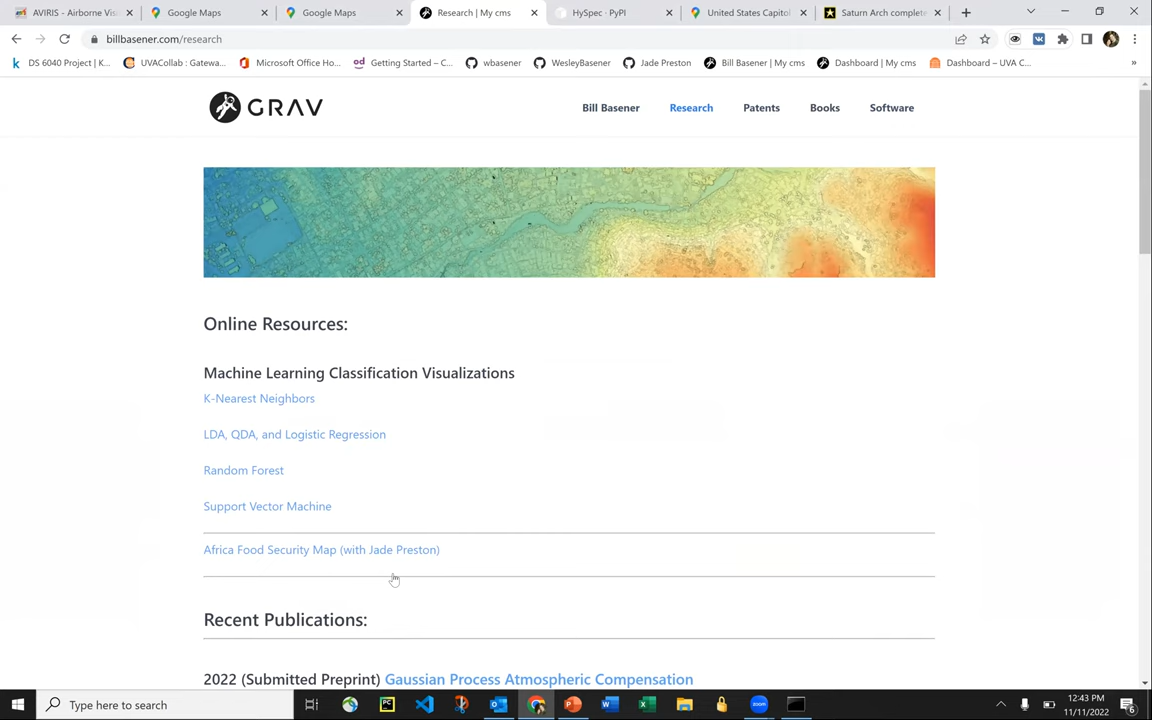 AVIRIS - Airborne Vis
Google Maps
Google Maps
Research | My cms
HySpec · PyPI
United States Capitol
Saturn Arch complete
billbasener.com/research
DS 6040 Project | K...
UVACollab : Gatewa...
Microsoft Office Ho...
od Getting Started – C...
wbasener
WesleyBasener
Jade Preston
Bill Basener | My cms
Dashboard | My cms
Dashboard – UVA C...
»
GRAV
Bill Basener
Research
Patents
Books
Software
Online Resources:
Machine Learning Classification Visualizations
K-Nearest Neighbors
LDA, QDA, and Logistic Regression
Random Forest
Support Vector Machine
Africa Food Security Map (with Jade Preston)
Recent Publications:
2022 (Submitted Preprint) Gaussian Process Atmospheric Compensation
Type here to search
zoom
12:43 PM
11/11/2022
6